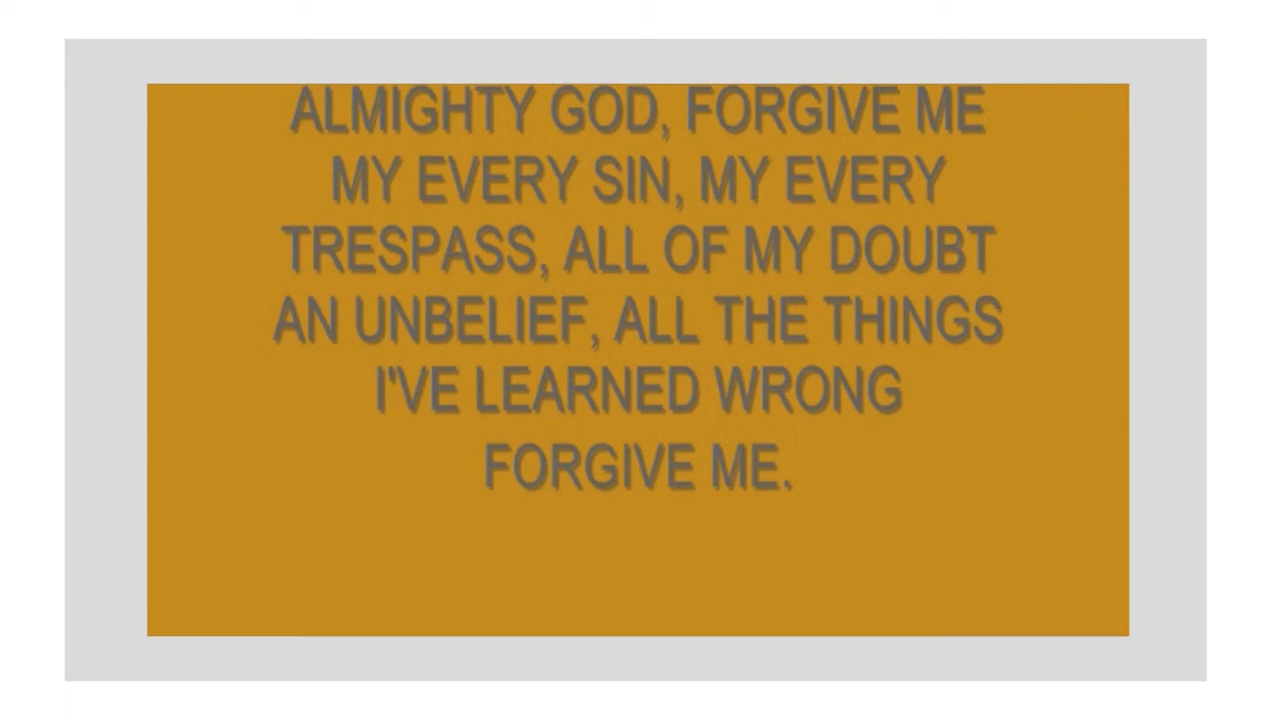 ALMIGHTY GOD, FORGIVE ME
MY EVERY SIN, MY EVERY
TRESPASS, ALL OF MY DOUBT
AN UNBELIEF, ALL THE THINGS
I'VE LEARNED WRONG
FORGIVE ME.